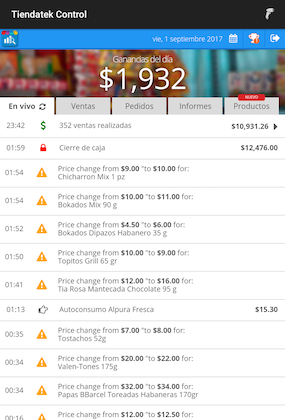 Tiendatek Control
vie, 1 septiembre 2017
Ganancias del día
$1,932
En vivo Ventas Pedidos Informes Productos
NUEVO
23:42 $ 352 ventas realizadas $10,931.26
01:59 Cierre de caja $12,476.00
01:54 Price change from $9.00 "to $10.00 for:
Chicharron Mix 1 pz
01:54 Price change from $10.00 "to $11.00 for:
Bokados Mix 90 g
01:52 Price change from $4.50 "to $6.00 for:
Bokados Dipazos Habanero 35 g
01:50 Price change from $10.00 "to $9.00 for:
Topitos Grill 65 gr
01:41 Price change from $12.00 "to $16.00 for:
Tia Rosa Mantecada Chocolate 95 g
01:13 Autoconsumo Alpura Fresca $15.30
00:35 Price change from $7.00 "to $8.00 for:
Tostachos 52g
00:34 Price change from $20.00 "to $22.00 for:
Valen-Tones 175g
00:34 Price change from $32.00 "to $34.00 for:
Papas BBarcel Toreadas Habaneras 170gr
00:16 Price change from $12.00 "to $12.50 for: